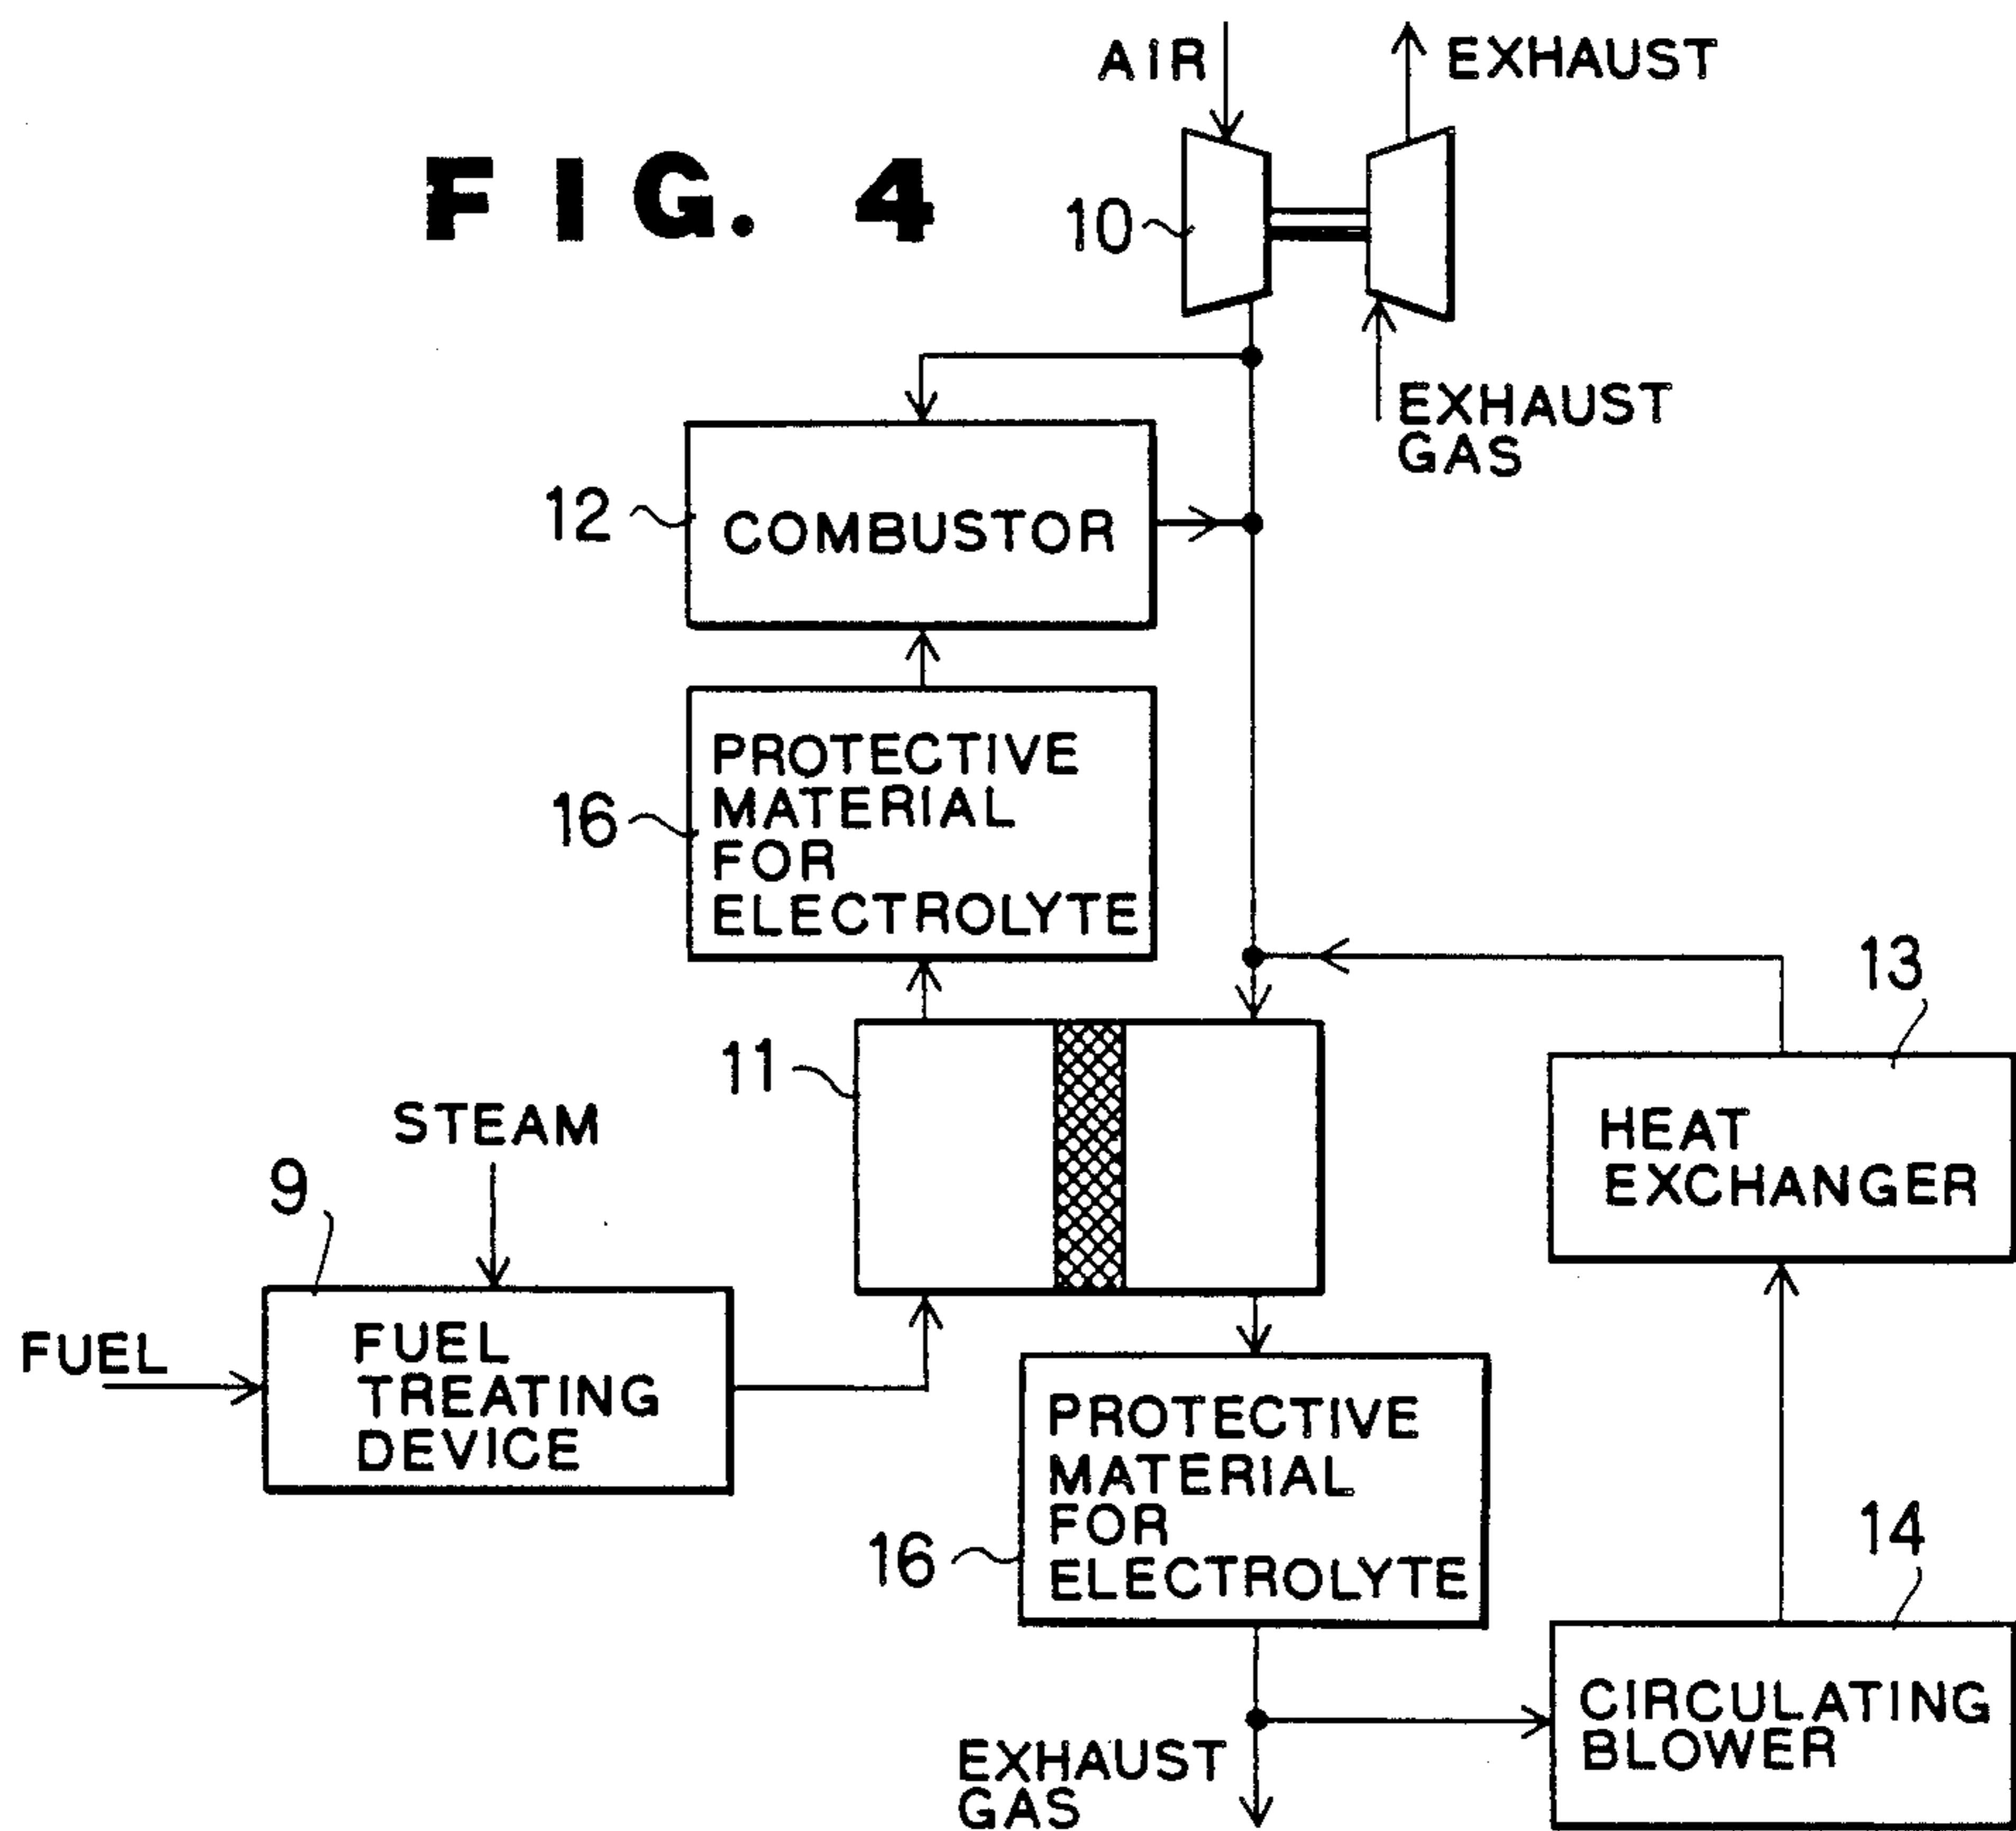 AIR
EXHAUST
FIG. 4
10
EXHAUST
GAS
12
COMBUSTOR
PROTECTIVE
MATERIAL
FOR
ELECTROLYTE
16
13
11
HEAT
EXCHANGER
STEAM
9
FUEL
FUEL
TREATING
DEVICE
PROTECTIVE
MATERIAL
FOR
ELECTROLYTE
16
14
CIRCULATING
BLOWER
EXHAUST
GAS